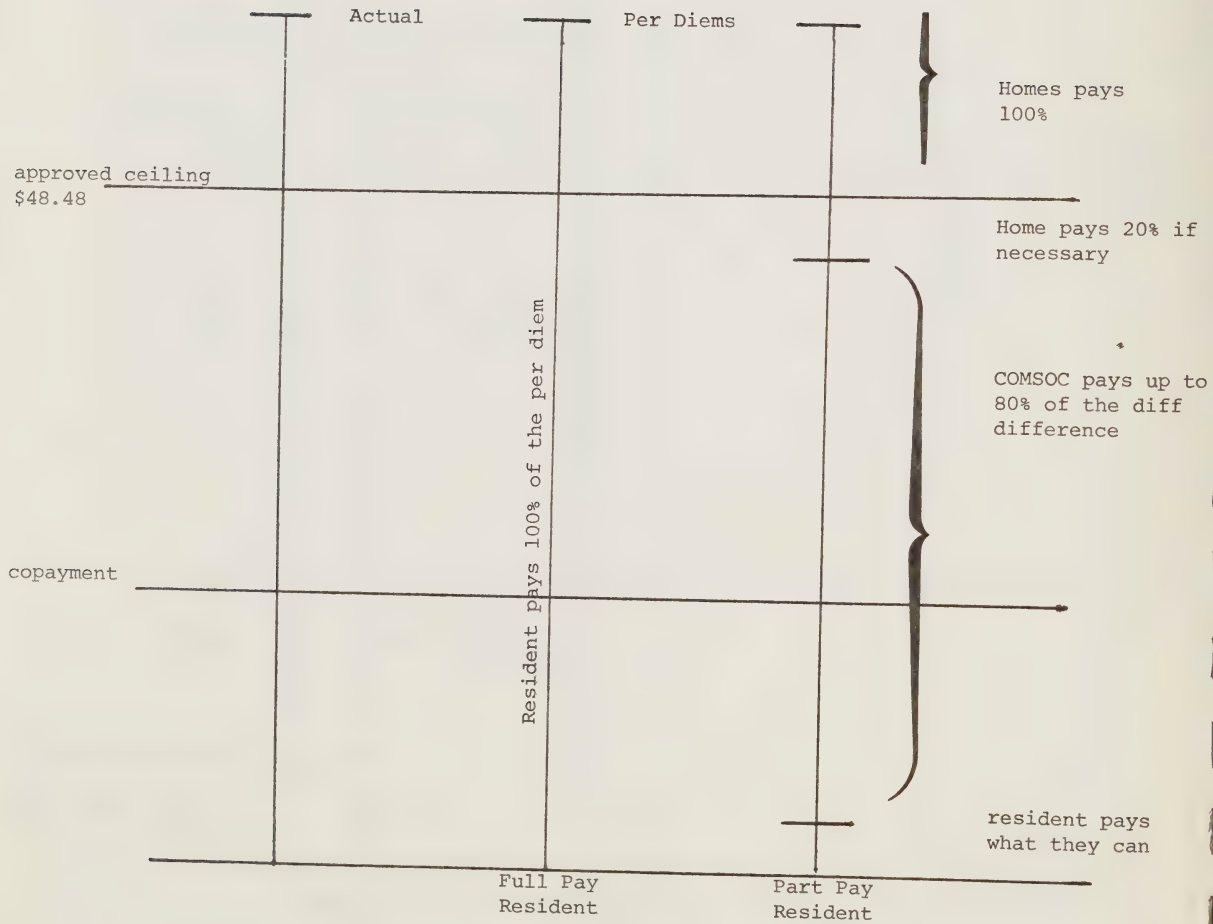 Actual
Per Diems
Homes pays
100%
approved ceiling
$48.48
Home pays 20% if
necessary
Resident pays 100% of the per diem
COMSOC pays up to
80% of the diff
difference
copayment
resident pays
what they can
Full Pay
Resident
Part Pay
Resident